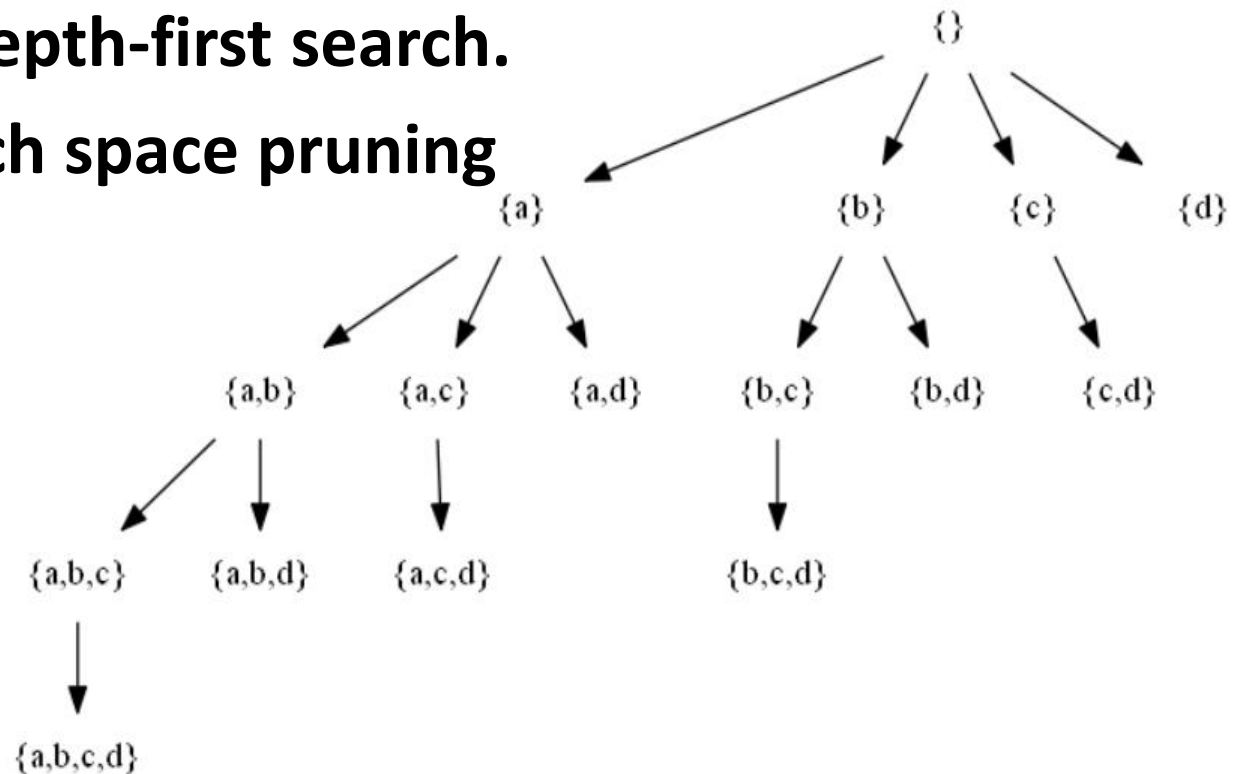 epth-first search.
ch space pruning
{}
{a} {b} {c} {d}
{a,b} {a,c} {a,d} {b,c} {b,d} {c,d}
{a,b,c} {a,b,d} {a,c,d} {b,c,d}
{a,b,c,d}